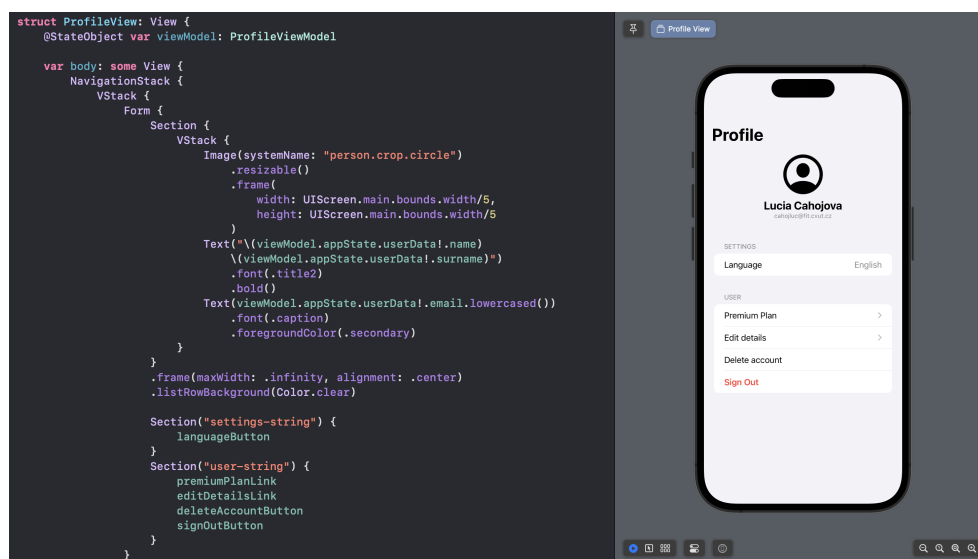 struct ProfileView: View {
@StateObject var viewModel: ProfileViewModel
var body: some View {
NavigationStack {
VStack {
Form {
Section {
VStack {
Image(systemName: "person.crop.circle")
.resizable()
.frame(
width: UIScreen.main.bounds.width/5,
height: UIScreen.main.bounds.width/5
)
Text("\(viewModel.appState.userData!.name)
\(viewModel.appState.userData!.surname)")
.font(.title2)
.bold()
Text(viewModel.appState.userData!.email.lowercased())
.font(.caption)
.foregroundColor(.secondary)
}
}
.frame(maxWidth: .infinity, alignment: .center)
.listRowBackground(Color.clear)
Section("settings-string") {
languageButton
}
Section("user-string") {
premiumPlanLink
editDetailsLink
deleteAccountButton
signOutButton
}
}
Profile View
Profile
Lucia Cahojova
cahojluc@fit.cvut.cz
SETTINGS
Language English
USER
Premium Plan
Edit details
Delete account
Sign Out